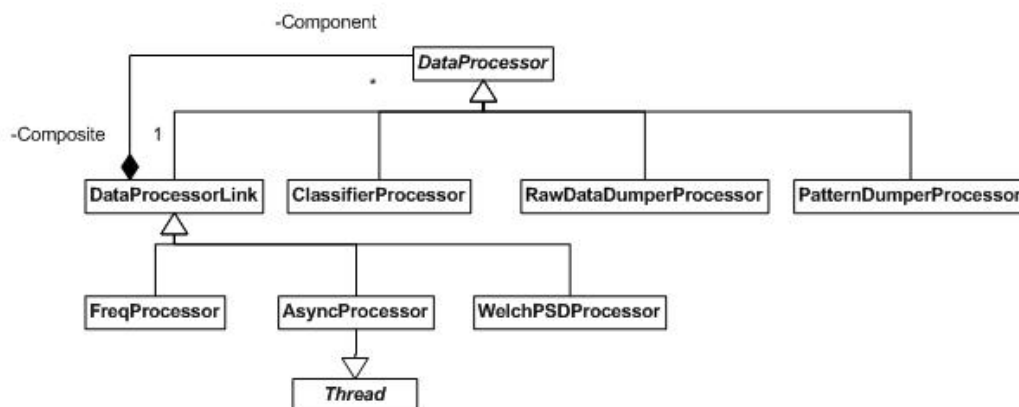 -Component
DataProcessor
*
-Composite 1
DataProcessorLink ClassifierProcessor RawDataDumperProcessor PatternDumperProcessor
FreqProcessor AsyncProcessor WelchPSDProcessor
Thread